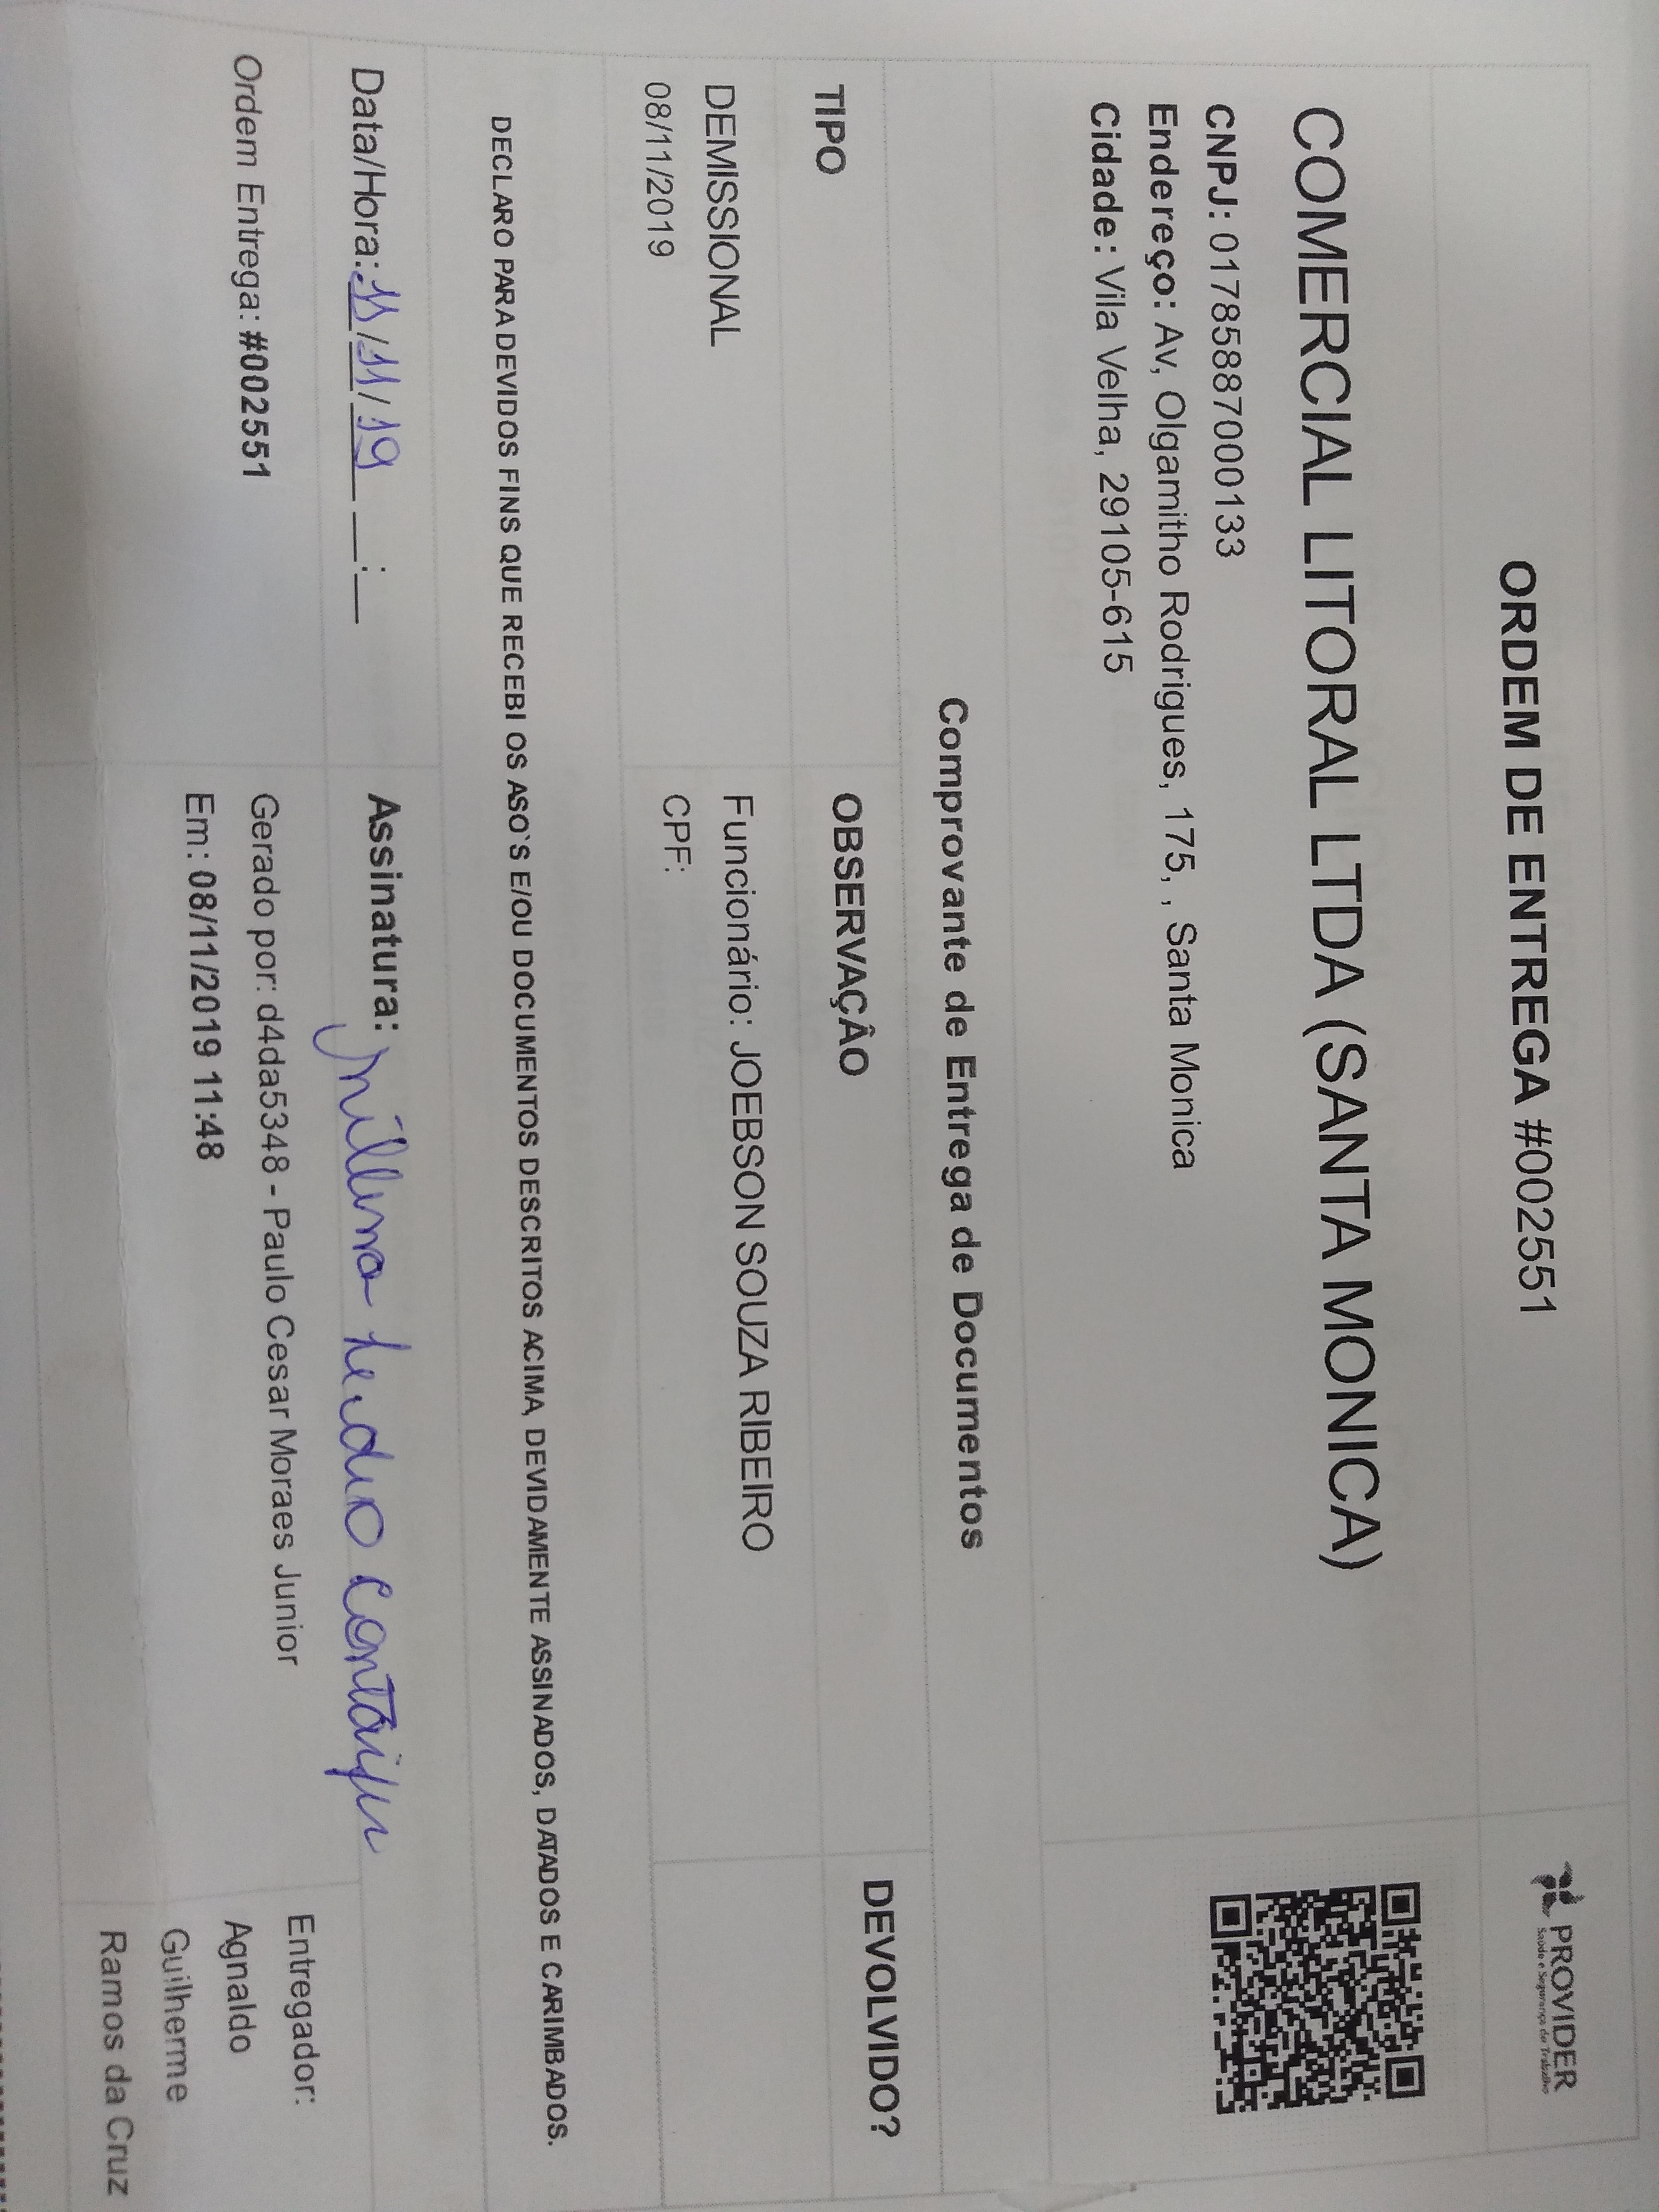 ORDEM DE ENTREGA #002551
PROVIDER
Saúde e Segurança do Trabalho
COMERCIAL LITORAL LTDA (SANTA MONICA)
CNPJ: 01785887000133
Endereço: Av, Olgamitho Rodrigues, 175, , Santa Monica
Cidade: Vila Velha, 29105-615
Comprovante de Entrega de Documentos
TIPO OBSERVAÇÂO DEVOLVIDO?
DEMISSIONAL
08/11/2019
Funcionário: JOEBSON SOUZA RIBEIRO
CPF:
DECLARO PARA DEVIDOS FINS QUE RECEBI OS ASO`S E/OU DOCUMENTOS DESCRITOS ACIMA, DEVIDAMENTE ASSINADOS, DATADOS E CARIMBADOS.
Data/Hora: 11/11/19 __:__
Assinatura:
Ordem Entrega: #002551
Gerado por: d4da5348 - Paulo Cesar Moraes Junior
Em: 08/11/2019 11:48
Entregador:
Agnaldo
Guilherme
Ramos da Cruz